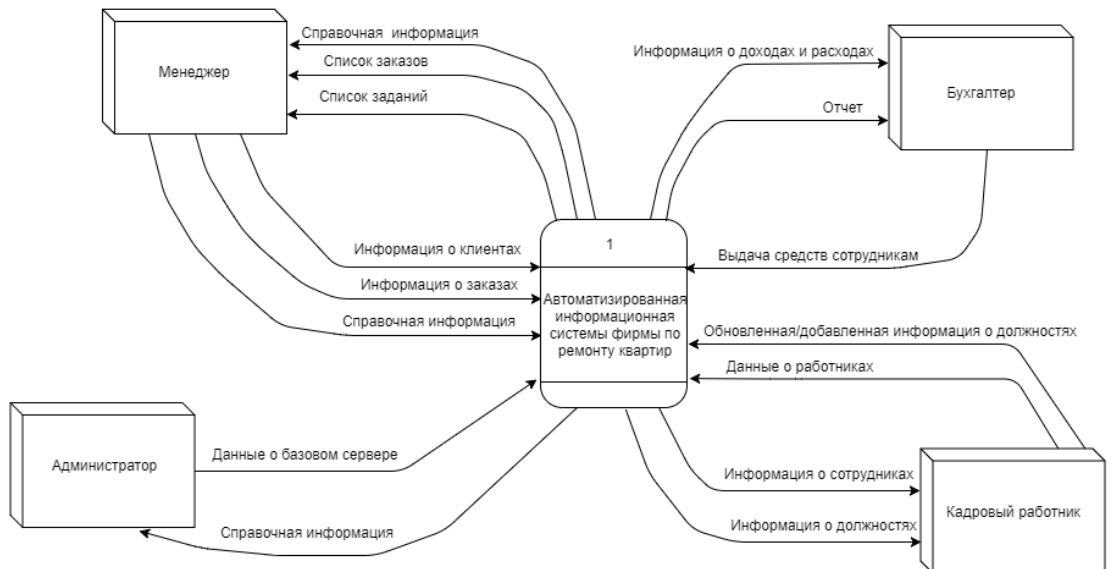 Справочная информация
Менеджер
Список заказов
Список заданий
Информация о доходах и расходах
Бухгалтер
Отчет
1
Информация о клиентах
Выдача средств сотрудникам
Информация о заказах
Автоматизированная
информационная
системы фирмы по
ремонту квартир
Справочная информация
Обновленная/добавленная информация о должностях
Данные о работниках
Администратор
Данные о базовом сервере
Информация о сотрудниках
Кадровый работник
Информация о должностях
Справочная информация